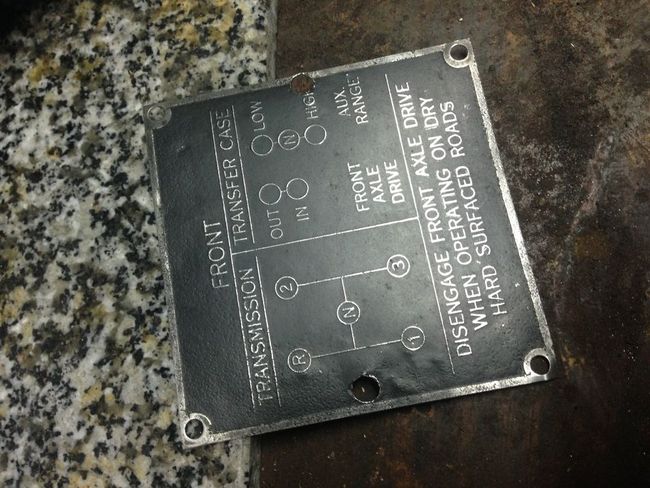 FRONT
TRANSMISSION TRANSFER CASE
R 2 OUT LOW
N IN N
HIGH
1 3
FRONT AUX.
AXLE RANGE
DRIVE
DISENGAGE FRONT AXLE DRIVE
WHEN OPERATING ON DRY
HARD SURFACED ROADS